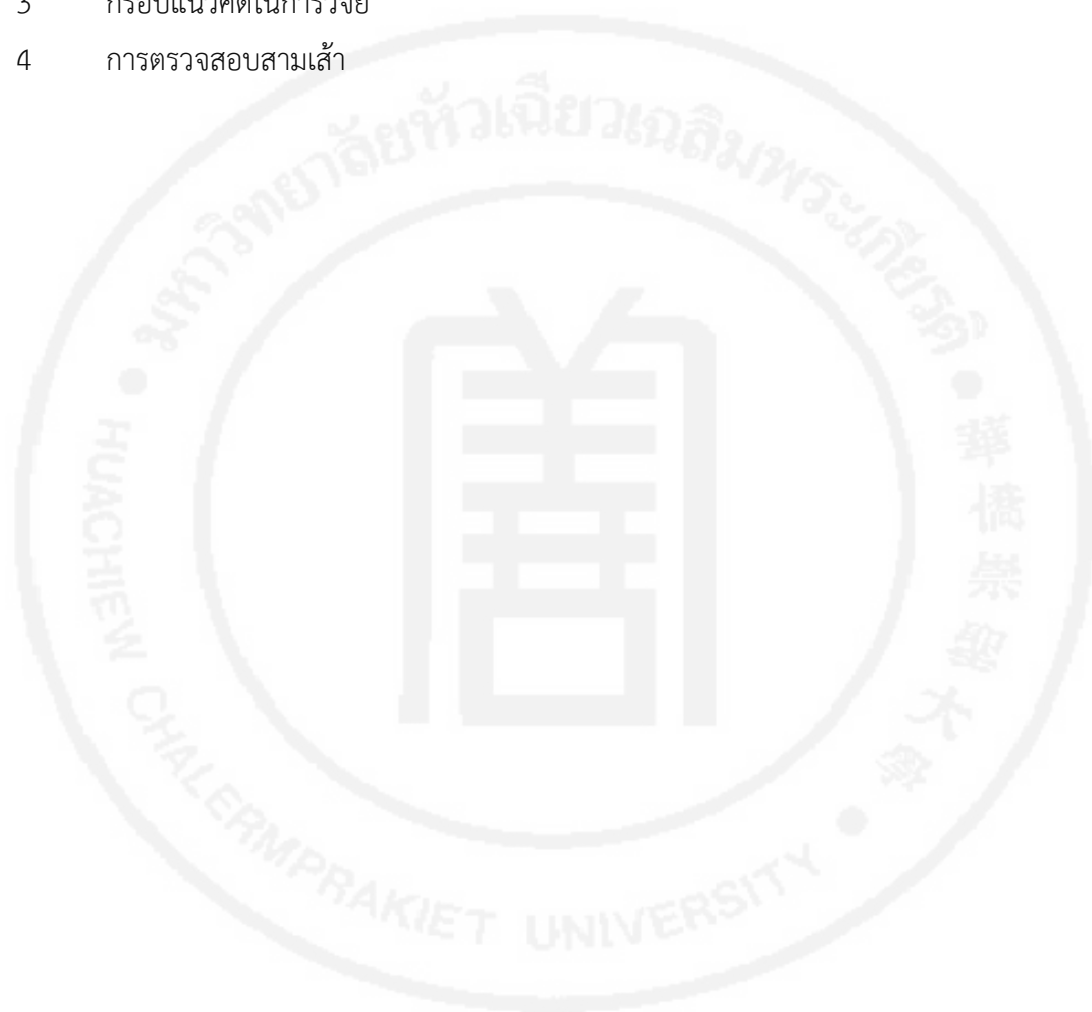 3 กรอบแนวคิดในการวิจัย
4 การตรวจสอบสามเส้า
มหาวิทยาลัยหัวเฉียวเฉลิมพระเกียรติ
華僑崇聖大學
HUACHIEW CHALERMPRAKIET UNIVERSITY